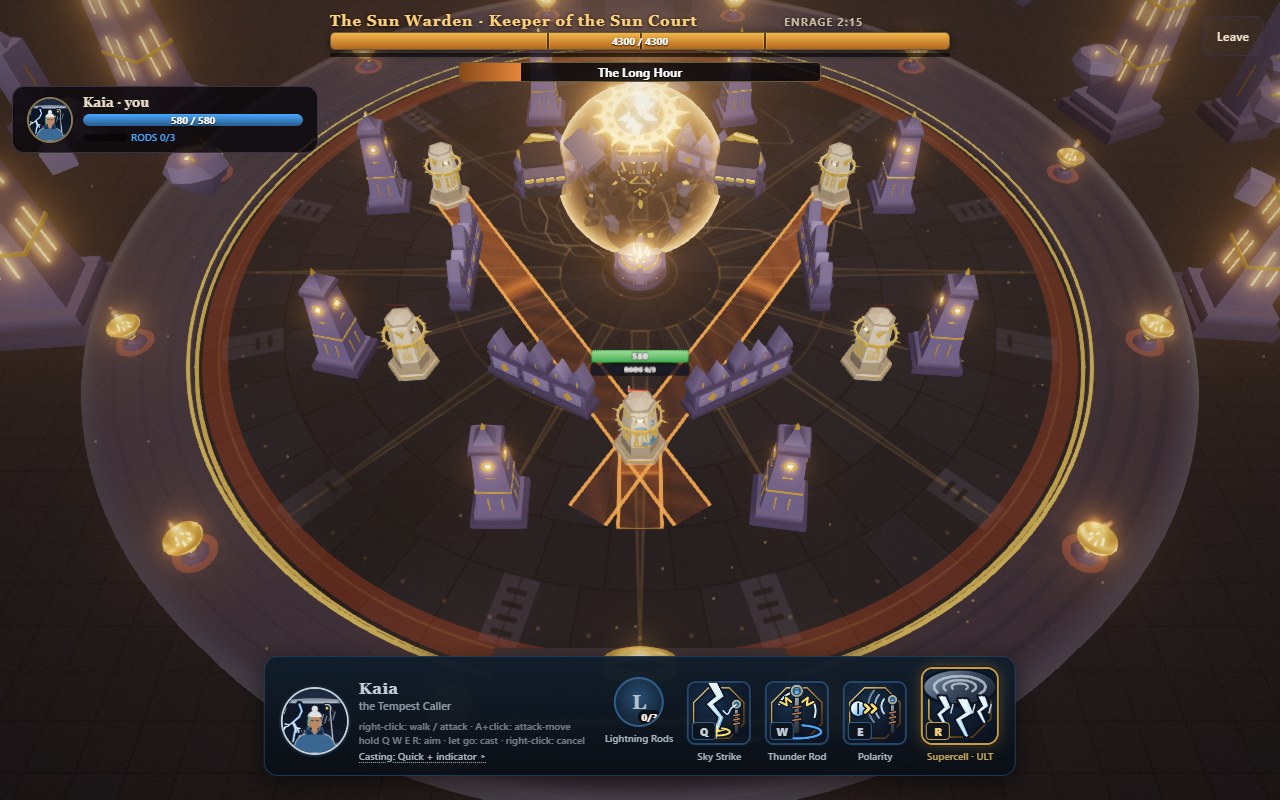 The Sun Warden · Keeper of the Sun Court
ENRAGE 2:15
4300 / 4300
Leave
The Long Hour
Kaia · you
580 / 580
RODS 0/3
580
RODS 0/3
Kaia
the Tempest Caller
right-click: walk / attack · A+click: attack-move
hold Q W E R: aim · let go: cast · right-click: cancel
Casting: Quick + indicator
L
Lightning Rods
Q
Sky Strike
W
Thunder Rod
E
Polarity
R
Supercell · ULT